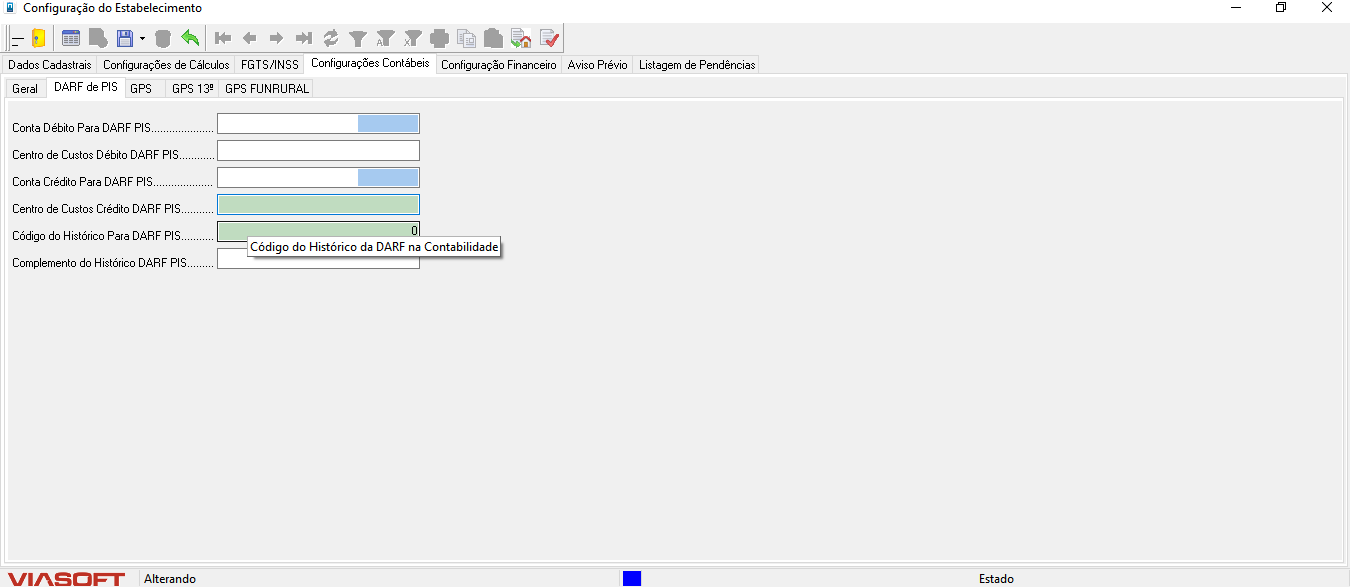 Configuração do Estabelecimento
Dados Cadastrais Configurações de Cálculos FGTS/INSS Configurações Contábeis Configuração Financeiro Aviso Prévio Listagem de Pendências
Geral DARF de PIS GPS GPS 13º GPS FUNRURAL
Conta Débito Para DARF PIS.....................
Centro de Custos Débito DARF PIS............
Conta Crédito Para DARF PIS....................
Centro de Custos Crédito DARF PIS...........
Código do Histórico Para DARF PIS........... 0
Código do Histórico da DARF na Contabilidade
Complemento do Histórico DARF PIS.........
VIASOFT Alterando Estado